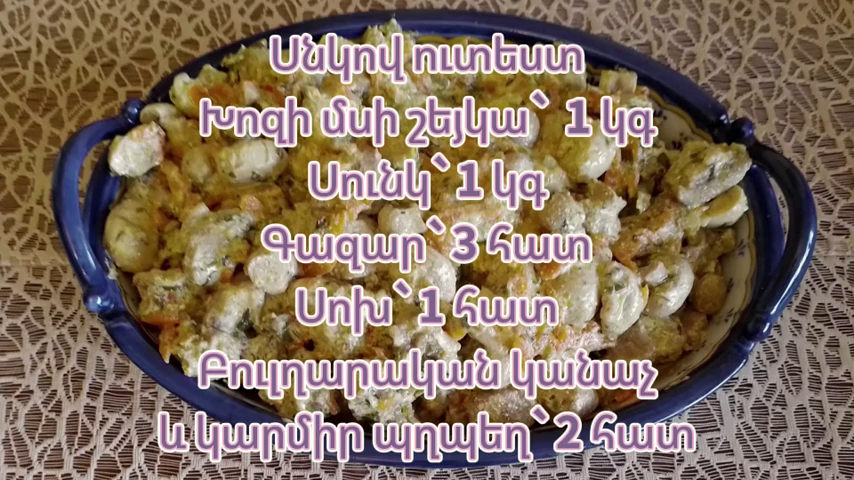 Սնկով ուտեստ
Խոզի մսի շեյկա` 1 կգ
Սունկ`1 կգ
Գազար`3 հատ
Սոխ`1 հատ
Բուլղարական կանաչ
և կարմիր պղպեղ`2 հատ